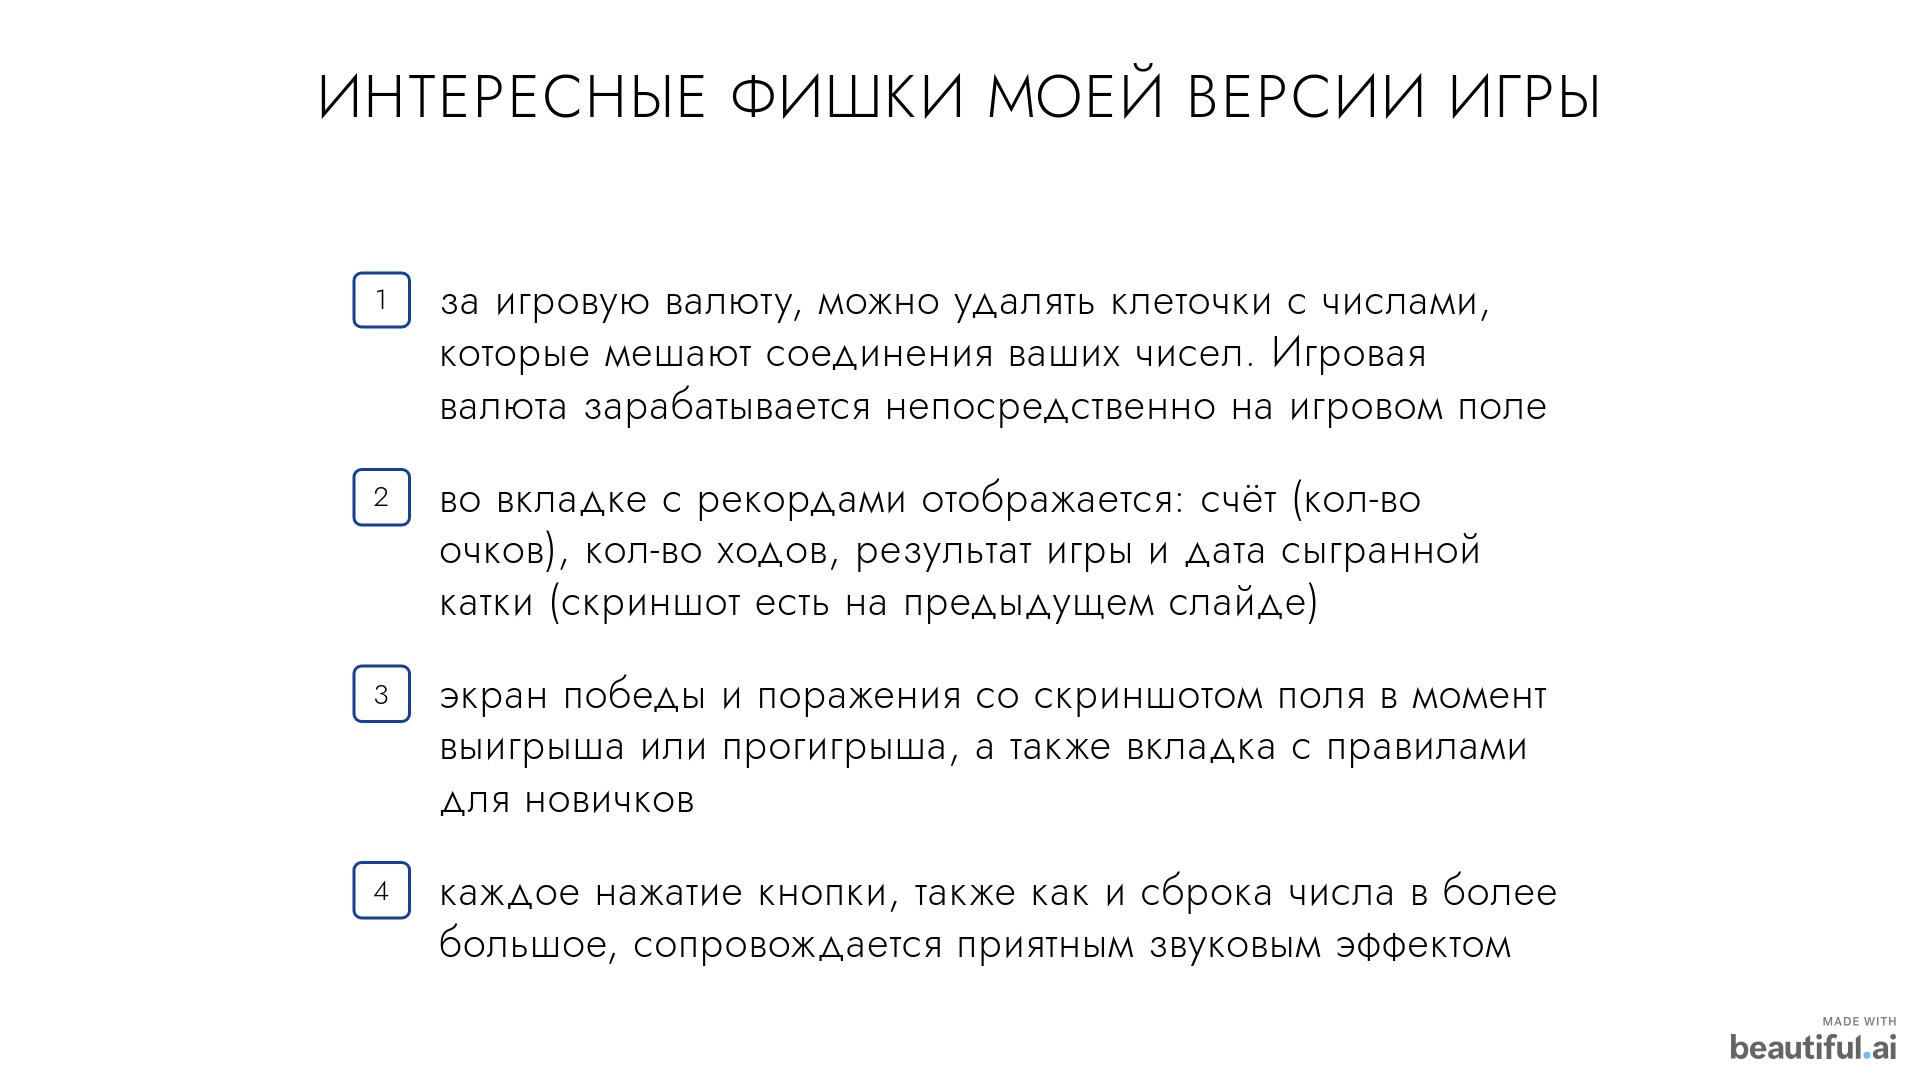 ИНТЕРЕСНЫЕ ФИШКИ МОЕЙ ВЕРСИИ ИГРЫ
1
за игровую валюту, можно удалять клеточки с числами,
которые мешают соединения ваших чисел. Игровая
валюта зарабатывается непосредственно на игровом поле
2
во вкладке с рекордами отображается: счёт (кол-во
очков), кол-во ходов, результат игры и дата сыгранной
катки (скриншот есть на предыдущем слайде)
3
экран победы и поражения со скриншотом поля в момент
выигрыша или прогигрыша, а также вкладка с правилами
для новичков
4
каждое нажатие кнопки, также как и сброка числа в более
большое, сопровождается приятным звуковым эффектом
MADE WITH
beautiful.ai